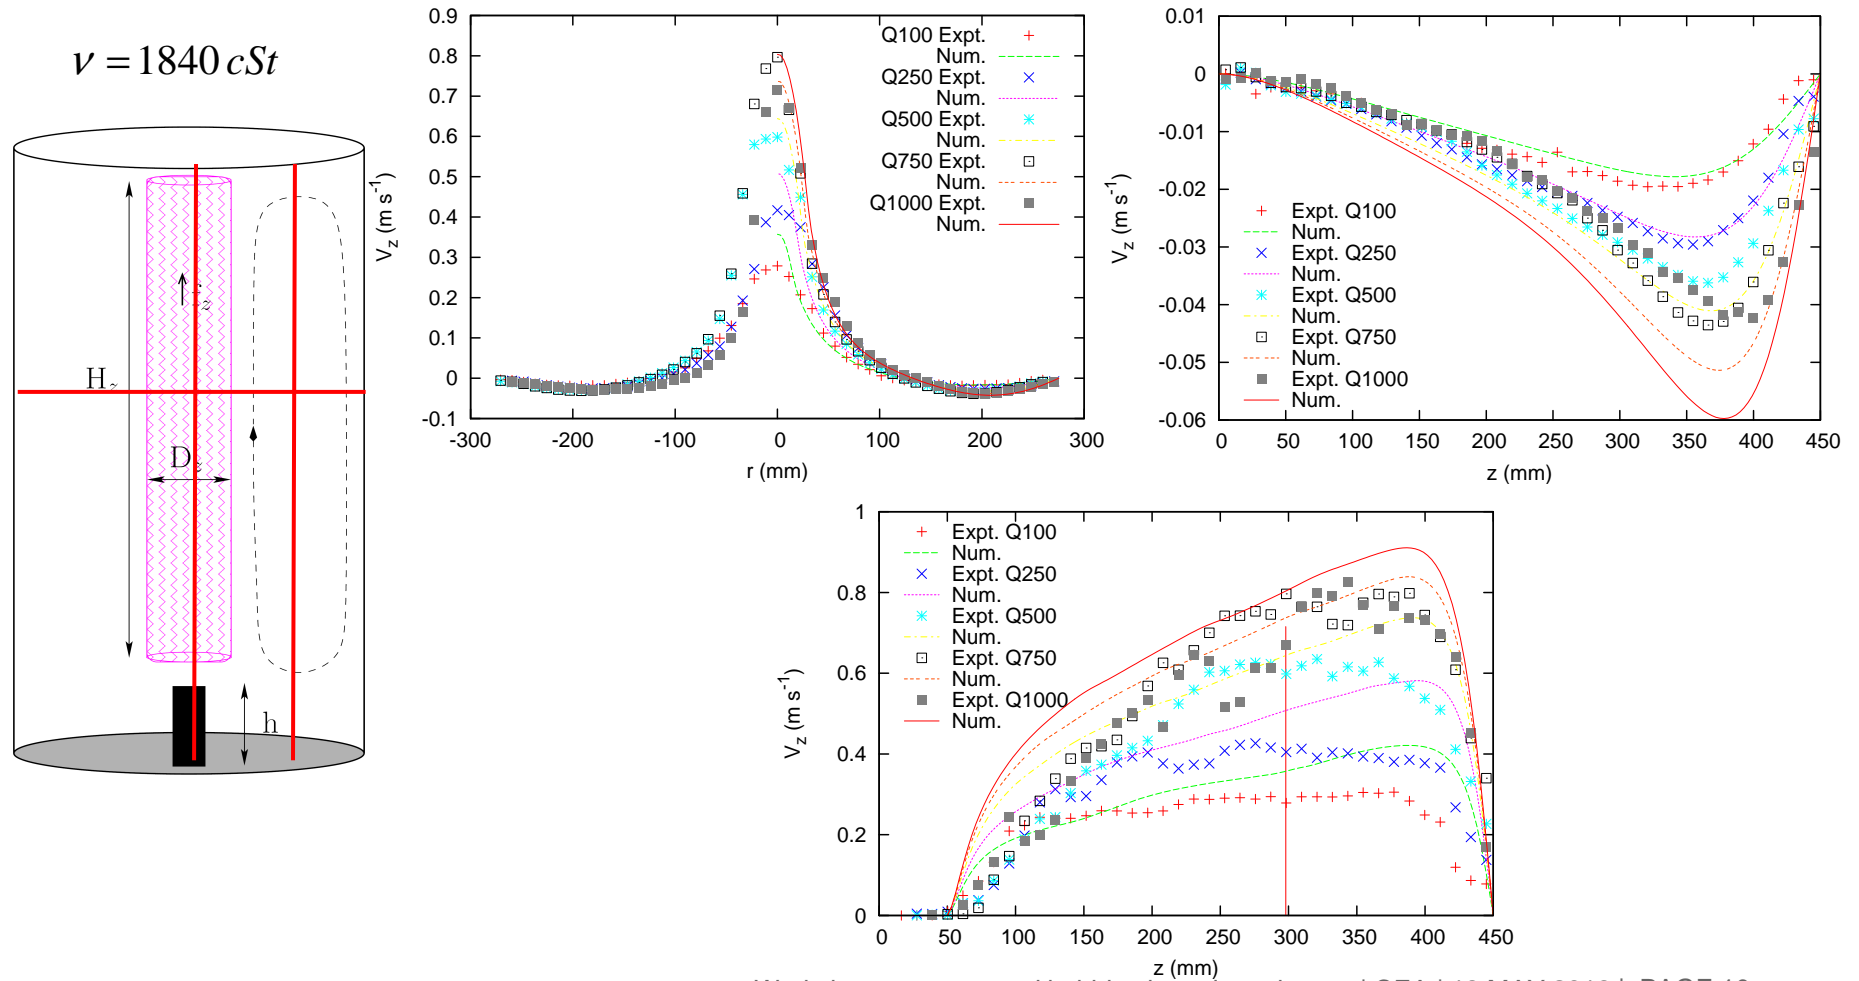 ν = 1840 cSt
H_z
D_z
h
0.9
0.8
0.7
0.6
0.5
0.4
0.3
0.2
0.1
0
-0.1
V_z (m s^-1)
-300 -200 -100 0 100 200 300
r (mm)
Q100 Expt.
Num.
Q250 Expt.
Num.
Q500 Expt.
Num.
Q750 Expt.
Num.
Q1000 Expt.
Num.
0.01
0
-0.01
-0.02
-0.03
-0.04
-0.05
-0.06
V_z (m s^-1)
0 50 100 150 200 250 300 350 400 450
z (mm)
Expt. Q100
Num.
Expt. Q250
Num.
Expt. Q500
Num.
Expt. Q750
Num.
Expt. Q1000
Num.
1
0.8
0.6
0.4
0.2
0
V_z (m s^-1)
0 50 100 150 200 250 300 350 400 450
z (mm)
Expt. Q100
Num.
Expt. Q250
Num.
Expt. Q500
Num.
Expt. Q750
Num.
Expt. Q1000
Num.